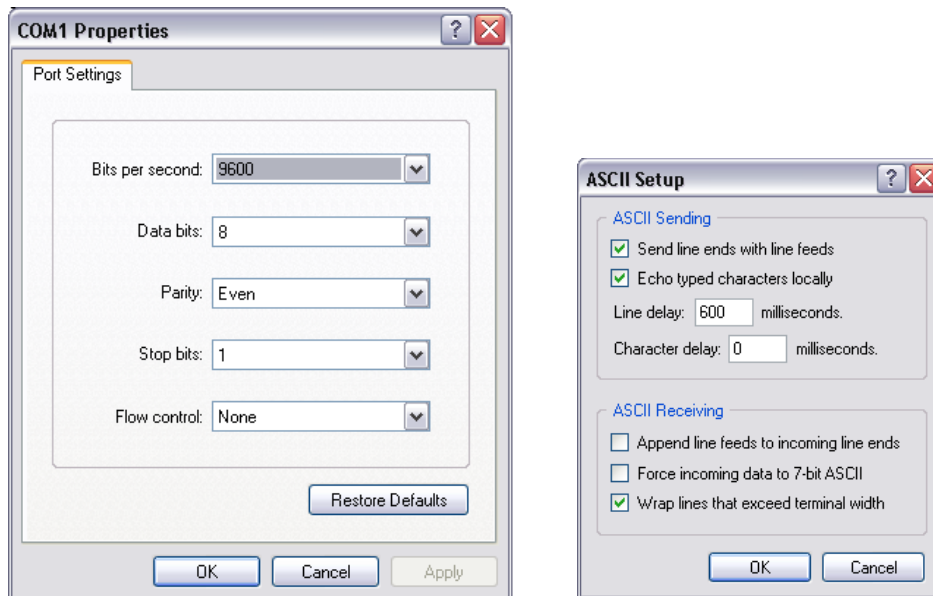 COM1 Properties
Port Settings
Bits per second: 9600
Data bits: 8
Parity: Even
Stop bits: 1
Flow control: None
Restore Defaults
OK Cancel Apply
ASCII Setup
ASCII Sending
Send line ends with line feeds
Echo typed characters locally
Line delay: 600 milliseconds.
Character delay: 0 milliseconds.
ASCII Receiving
Append line feeds to incoming line ends
Force incoming data to 7-bit ASCII
Wrap lines that exceed terminal width
OK Cancel